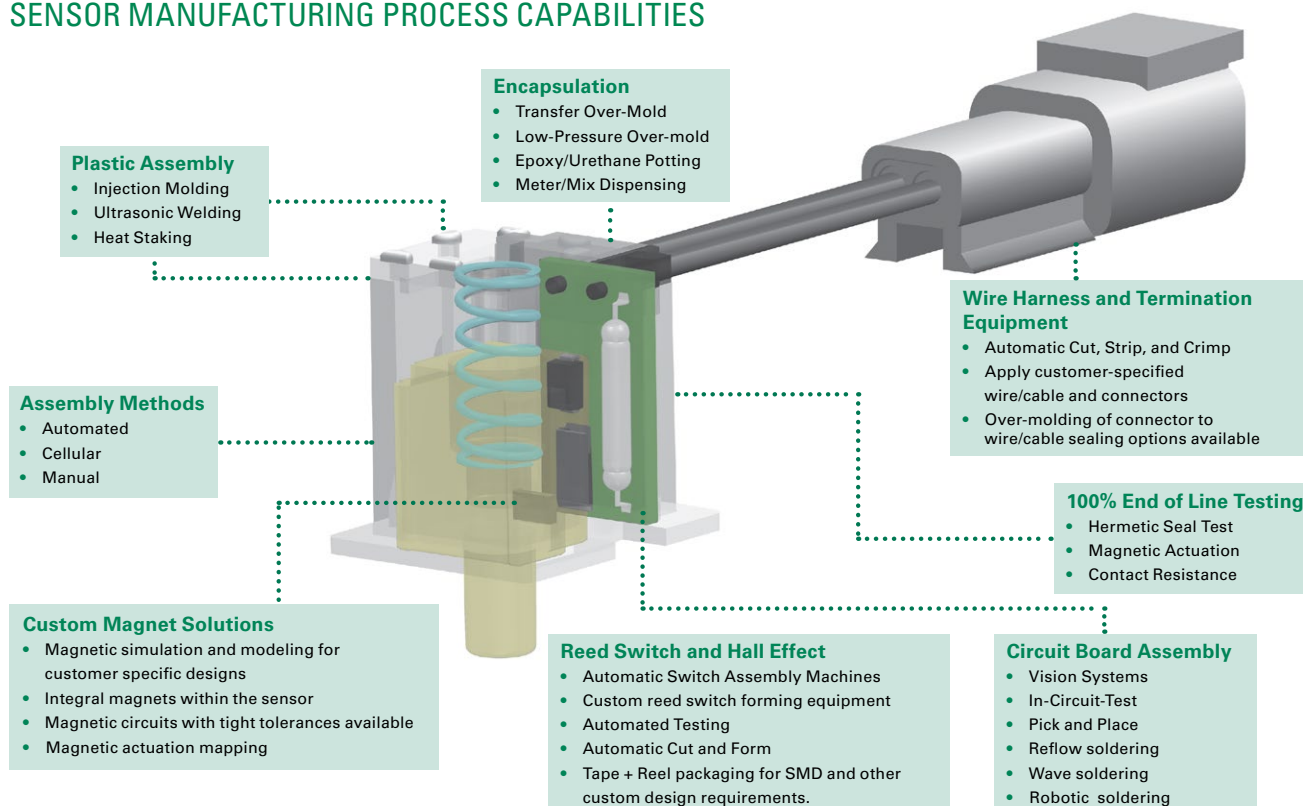 SENSOR MANUFACTURING PROCESS CAPABILITIES
Encapsulation
• Transfer Over-Mold
• Low-Pressure Over-mold
• Epoxy/Urethane Potting
• Meter/Mix Dispensing
Plastic Assembly
• Injection Molding
• Ultrasonic Welding
• Heat Staking
Wire Harness and Termination
Equipment
• Automatic Cut, Strip, and Crimp
• Apply customer-specified
wire/cable and connectors
• Over-molding of connector to
wire/cable sealing options available
Assembly Methods
• Automated
• Cellular
• Manual
100% End of Line Testing
• Hermetic Seal Test
• Magnetic Actuation
• Contact Resistance
Custom Magnet Solutions
• Magnetic simulation and modeling for
customer specific designs
• Integral magnets within the sensor
• Magnetic circuits with tight tolerances available
• Magnetic actuation mapping
Reed Switch and Hall Effect
• Automatic Switch Assembly Machines
• Custom reed switch forming equipment
• Automated Testing
• Automatic Cut and Form
• Tape + Reel packaging for SMD and other
custom design requirements.
Circuit Board Assembly
• Vision Systems
• In-Circuit-Test
• Pick and Place
• Reflow soldering
• Wave soldering
• Robotic soldering